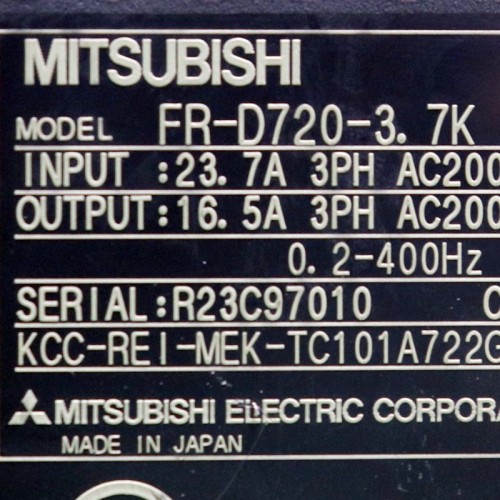 MITSUBISHI
MODEL FR-D720-3.7K
INPUT :23.7A 3PH AC200
OUTPUT:16.5A 3PH AC200
0.2-400Hz
SERIAL:R23C97010
KCC-REI-MEK-TC101A722G
MITSUBISHI ELECTRIC CORPORA
MADE IN JAPAN